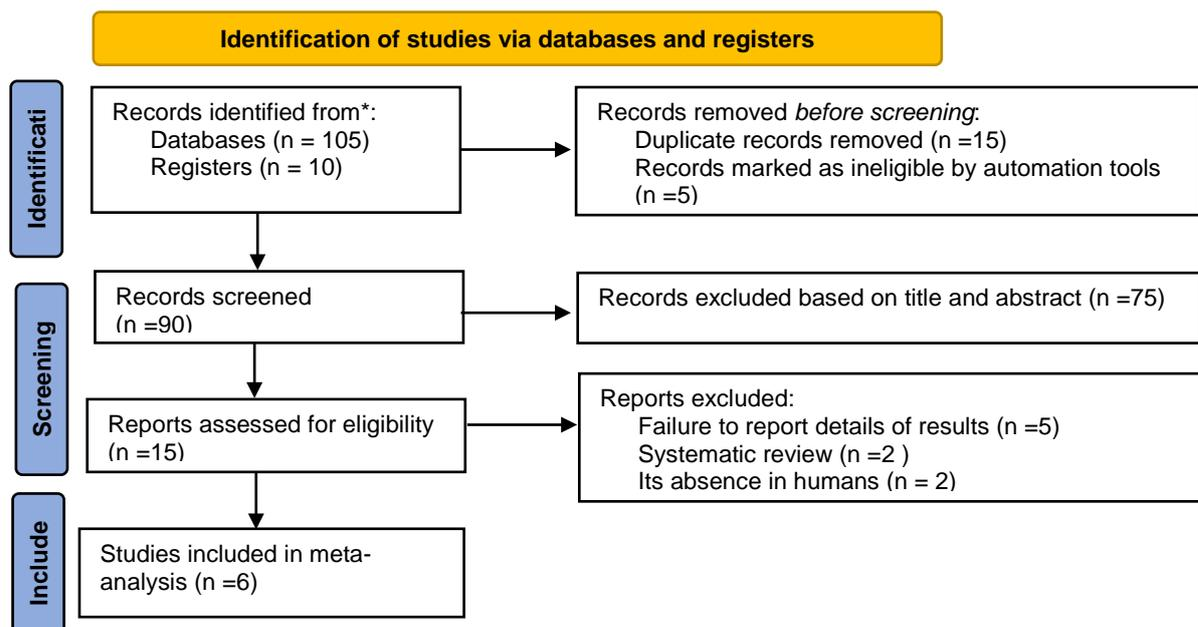 Identification of studies via databases and registers
Identificati
Records identified from*:
Databases (n = 105)
Registers (n = 10)
Records removed before screening:
Duplicate records removed (n =15)
Records marked as ineligible by automation tools
(n =5)
Screening
Records screened
(n =90)
Records excluded based on title and abstract (n =75)
Reports assessed for eligibility
(n =15)
Reports excluded:
Failure to report details of results (n =5)
Systematic review (n =2 )
Its absence in humans (n = 2)
Include
Studies included in meta-
analysis (n =6)